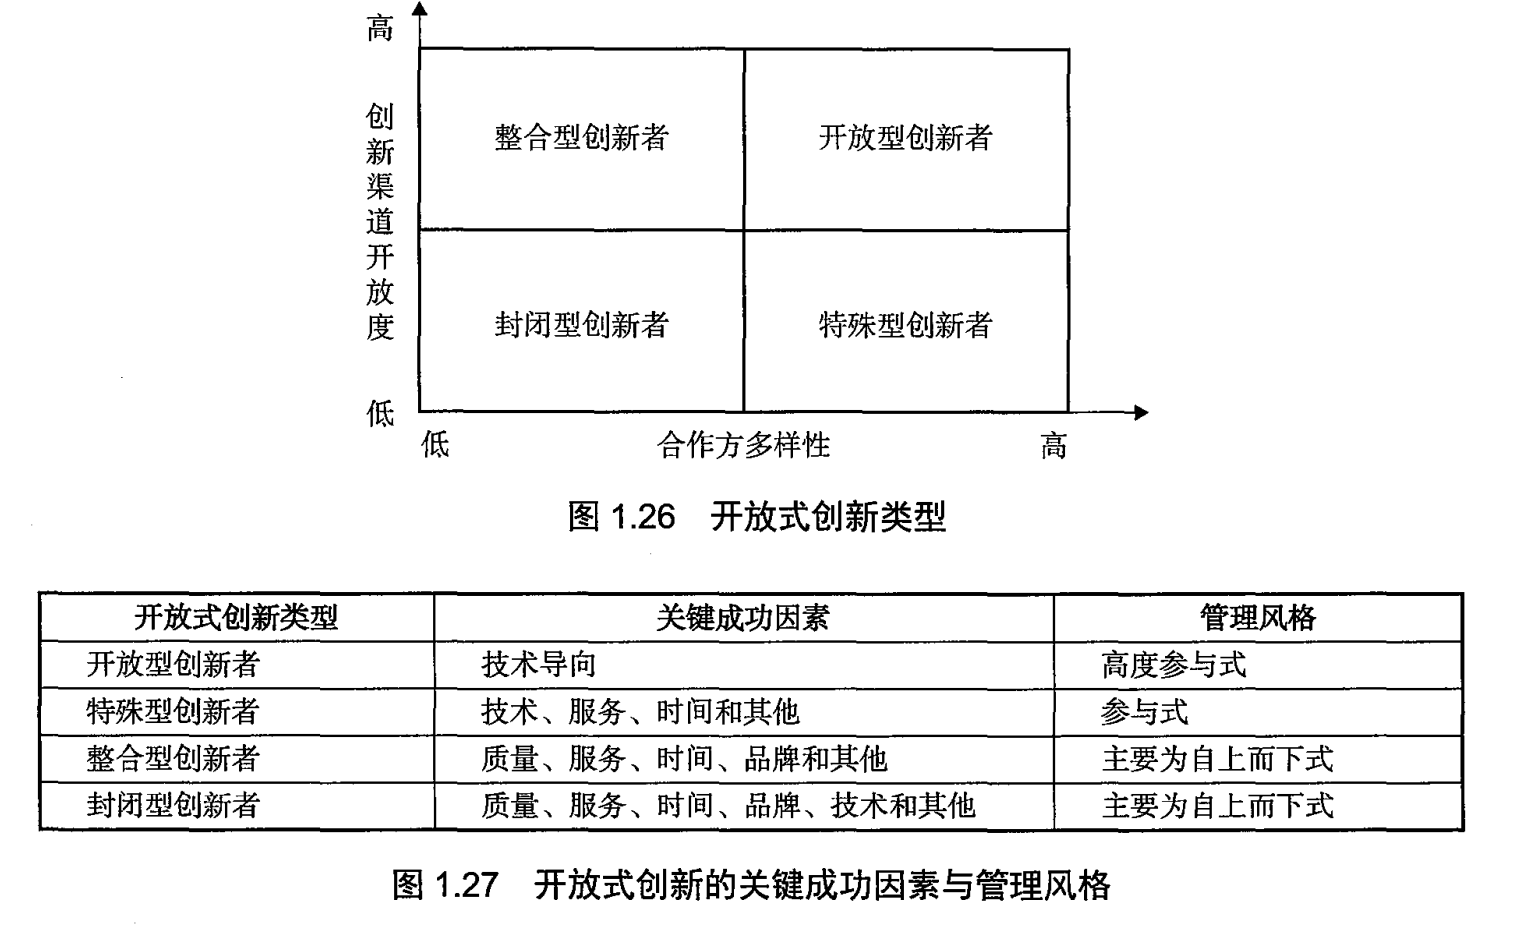 高
创新渠道开放度
整合型创新者 开放型创新者
封闭型创新者 特殊型创新者
低
低 合作方多样性 高
图 1.26 开放式创新类型
开放式创新类型 关键成功因素 管理风格
开放型创新者 技术导向 高度参与式
特殊型创新者 技术、服务、时间和其他 参与式
整合型创新者 质量、服务、时间、品牌和其他 主要为自上而下式
封闭型创新者 质量、服务、时间、品牌、技术和其他 主要为自上而下式
图 1.27 开放式创新的关键成功因素与管理风格